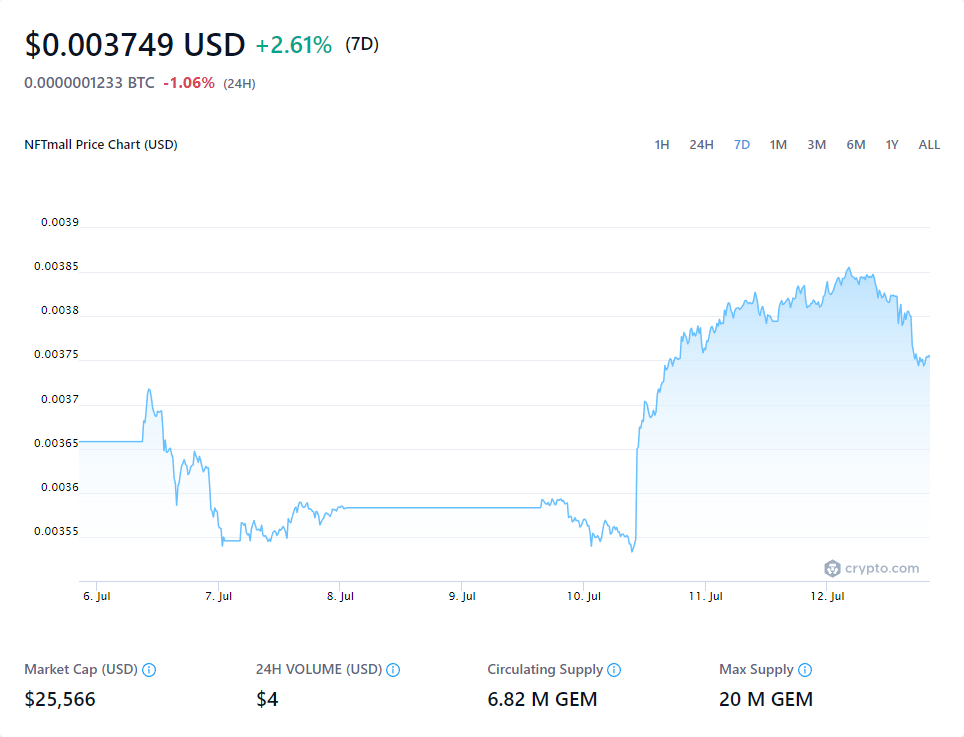 $0.003749 USD +2.61% (7D)
0.0000001233 BTC -1.06% (24H)
NFTmall Price Chart (USD) 1H 24H 7D 1M 3M 6M 1Y ALL
0.0039
0.00385
0.0038
0.00375
0.0037
0.00365
0.0036
0.00355
crypto.com
6. Jul 7. Jul 8. Jul 9. Jul 10. Jul 11. Jul 12. Jul
Market Cap (USD) 24H VOLUME (USD) Circulating Supply Max Supply
$25,566 $4 6.82 M GEM 20 M GEM